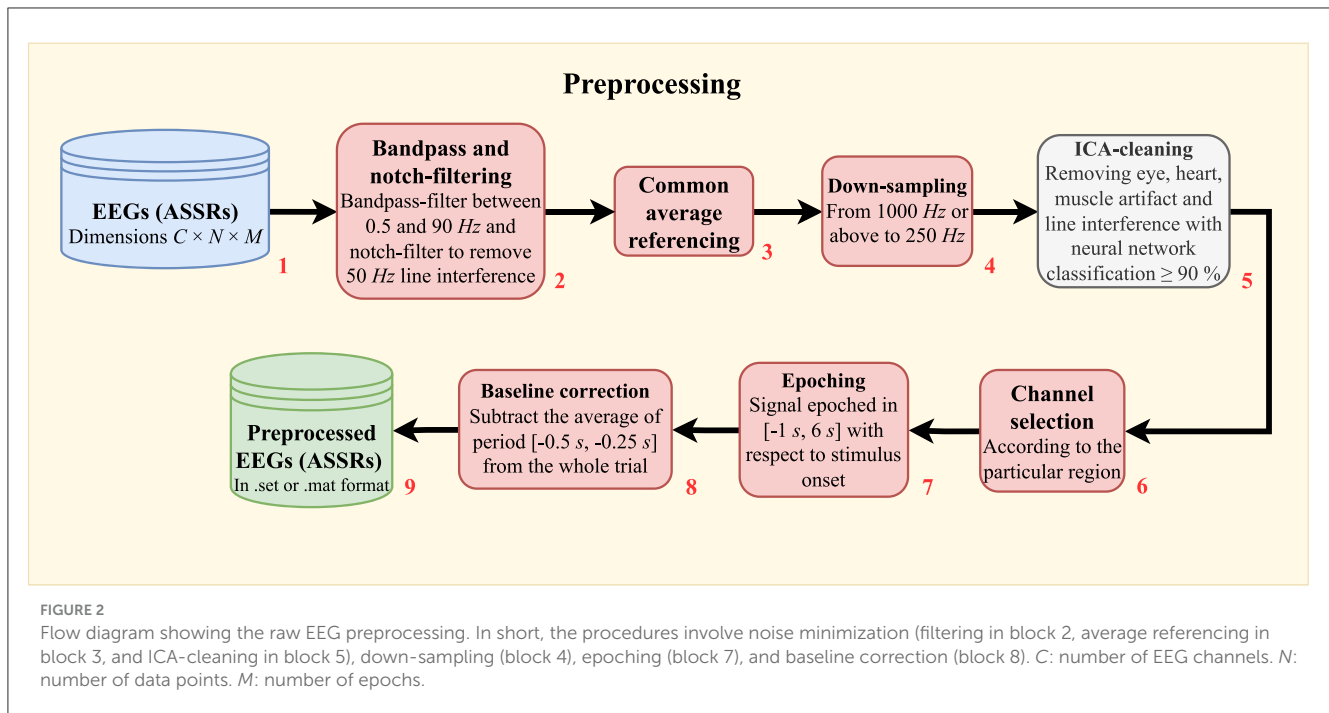 Preprocessing
EEGs (ASSRs)
Dimensions C × N × M
1
Bandpass and
notch-filtering
Bandpass-filter between
0.5 and 90 Hz and
notch-filter to remove
50 Hz line interference
2
Common
average
referencing
3
Down-sampling
From 1000 Hz or
above to 250 Hz
4
ICA-cleaning
Removing eye, heart,
muscle artifact and
line interference with
neural network
classification ≥ 90 %
5
Channel
selection
According to the
particular region
6
Epoching
Signal epoched in
[-1 s, 6 s] with
respect to stimulus
onset
7
Baseline correction
Subtract the average of
period [-0.5 s, -0.25 s]
from the whole trial
8
Preprocessed
EEGs (ASSRs)
In .set or .mat format
9
FIGURE 2
Flow diagram showing the raw EEG preprocessing. In short, the procedures involve noise minimization (filtering in block 2, average referencing in
block 3, and ICA-cleaning in block 5), down-sampling (block 4), epoching (block 7), and baseline correction (block 8). C: number of EEG channels. N:
number of data points. M: number of epochs.